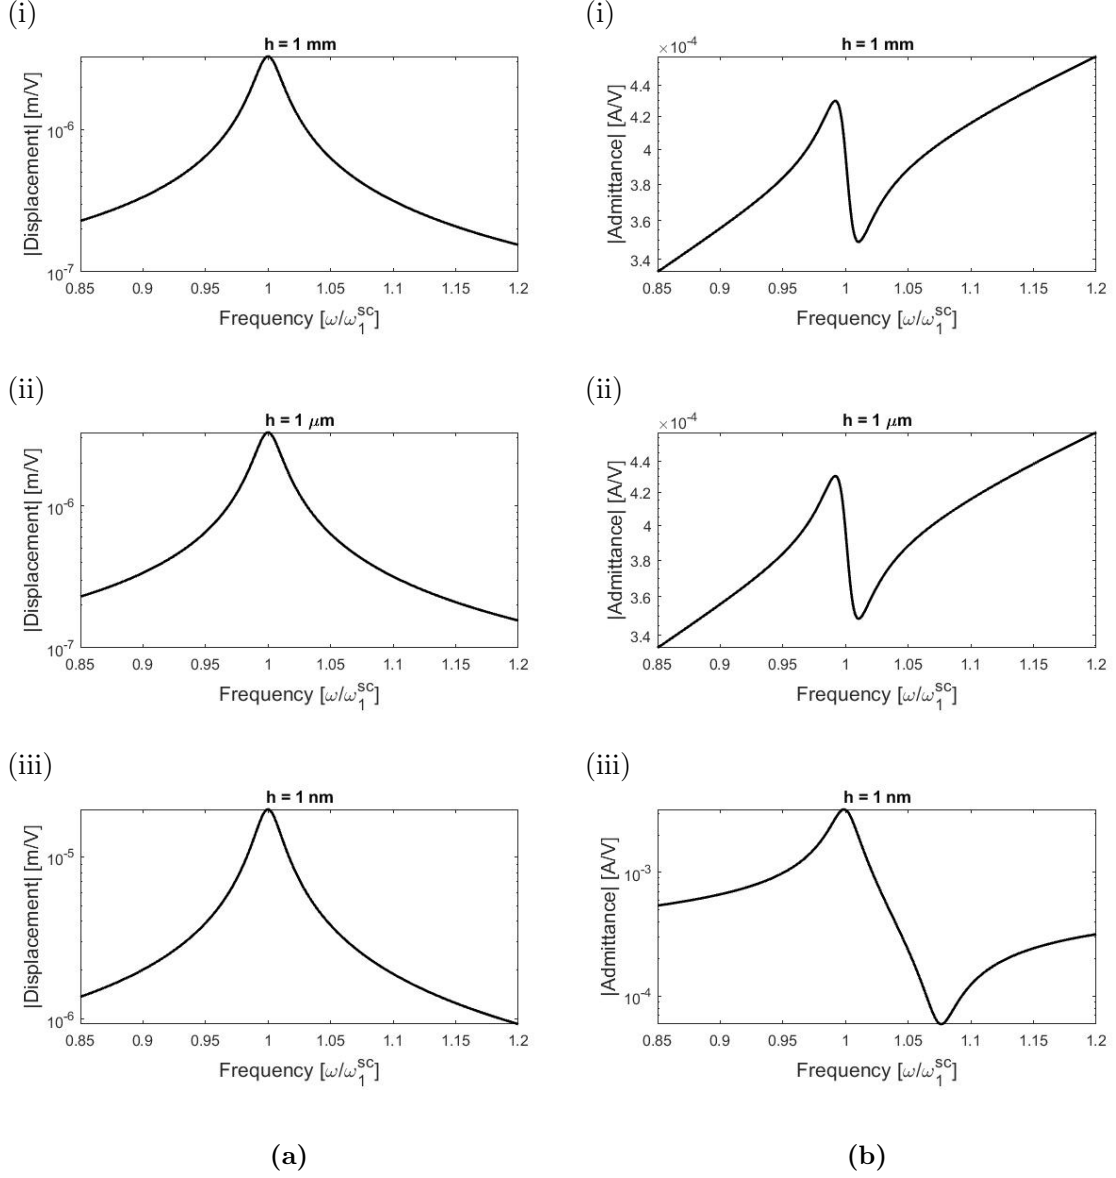 (i)
h = 1 mm
|Displacement| [m/V]
10^-6
10^-7
0.85 0.9 0.95 1 1.05 1.1 1.15 1.2
Frequency [ω/ω_1^sc]
(i)
×10^-4
h = 1 mm
|Admittance| [A/V]
4.4
4.2
4
3.8
3.6
3.4
0.85 0.9 0.95 1 1.05 1.1 1.15 1.2
Frequency [ω/ω_1^sc]
(ii)
h = 1 μm
|Displacement| [m/V]
10^-6
10^-7
0.85 0.9 0.95 1 1.05 1.1 1.15 1.2
Frequency [ω/ω_1^sc]
(ii)
×10^-4
h = 1 μm
|Admittance| [A/V]
4.4
4.2
4
3.8
3.6
3.4
0.85 0.9 0.95 1 1.05 1.1 1.15 1.2
Frequency [ω/ω_1^sc]
(iii)
h = 1 nm
|Displacement| [m/V]
10^-5
10^-6
0.85 0.9 0.95 1 1.05 1.1 1.15 1.2
Frequency [ω/ω_1^sc]
(iii)
h = 1 nm
|Admittance| [A/V]
10^-3
10^-4
0.85 0.9 0.95 1 1.05 1.1 1.15 1.2
Frequency [ω/ω_1^sc]
(a)
(b)